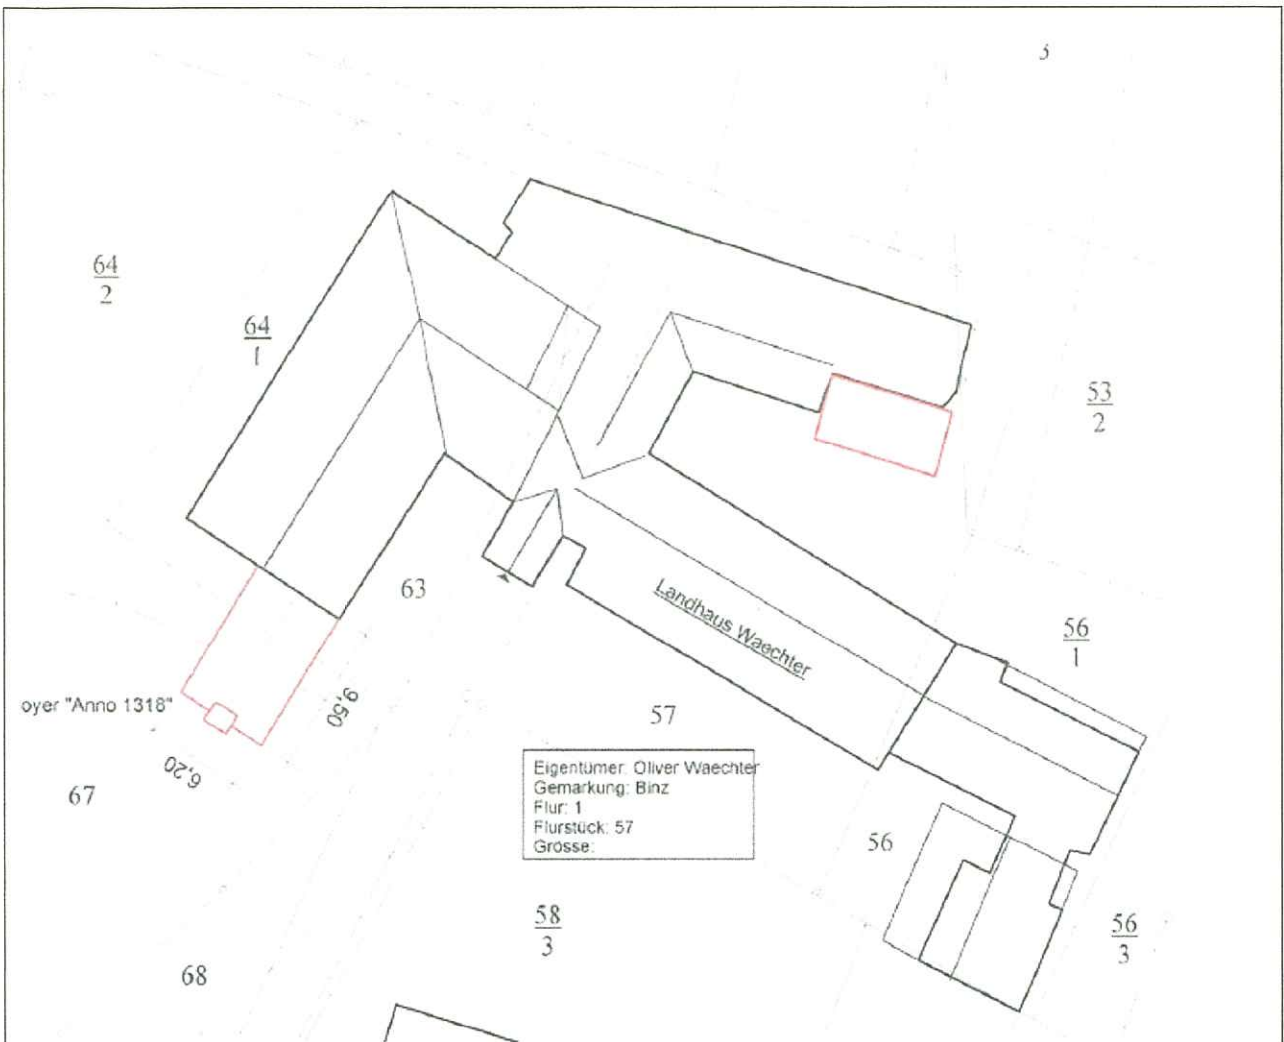 3
64
2
64
1
53
2
63
Landhaus Waechter
56
1
oyer "Anno 1318"
9,50
57
6,20
67
Eigentümer: Oliver Waechter
Gemarkung: Binz
Flur: 1
Flurstück: 57
Grösse:
56
58
3
56
3
68